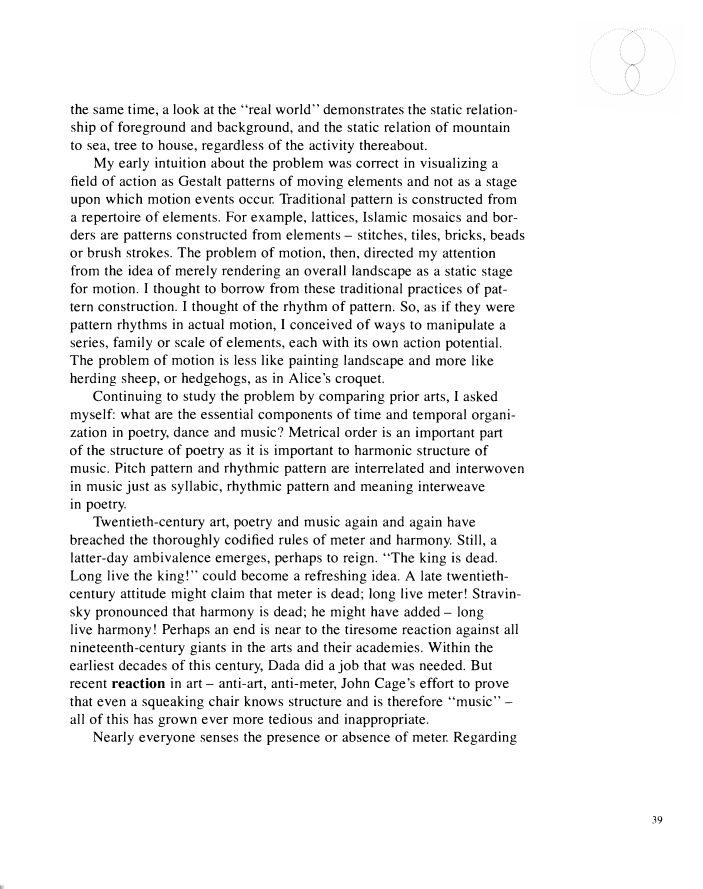 the same time, a look at the “real world” demonstrates the static relation-
ship of foreground and background, and the static relation of mountain
to sea, tree to house, regardless of the activity thereabout.
My early intuition about the problem was correct in visualizing a
field of action as Gestalt patterns of moving elements and not as a stage
upon which motion events occur. Traditional pattern is constructed from
a repertoire of elements. For example, lattices, Islamic mosaics and bor-
ders are patterns constructed from elements – stitches, tiles, bricks, beads
or brush strokes. The problem of motion, then, directed my attention
from the idea of merely rendering an overall landscape as a static stage
for motion. I thought to borrow from these traditional practices of pat-
tern construction. I thought of the rhythm of pattern. So, as if they were
pattern rhythms in actual motion, I conceived of ways to manipulate a
series, family or scale of elements, each with its own action potential.
The problem of motion is less like painting landscape and more like
herding sheep, or hedgehogs, as in Alice’s croquet.
Continuing to study the problem by comparing prior arts, I asked
myself: what are the essential components of time and temporal organi-
zation in poetry, dance and music? Metrical order is an important part
of the structure of poetry as it is important to harmonic structure of
music. Pitch pattern and rhythmic pattern are interrelated and interwoven
in music just as syllabic, rhythmic pattern and meaning interweave
in poetry.
Twentieth-century art, poetry and music again and again have
breached the thoroughly codified rules of meter and harmony. Still, a
latter-day ambivalence emerges, perhaps to reign. “The king is dead.
Long live the king!” could become a refreshing idea. A late twentieth-
century attitude might claim that meter is dead; long live meter! Stravin-
sky pronounced that harmony is dead; he might have added – long
live harmony! Perhaps an end is near to the tiresome reaction against all
nineteenth-century giants in the arts and their academies. Within the
earliest decades of this century, Dada did a job that was needed. But
recent reaction in art – anti-art, anti-meter, John Cage’s effort to prove
that even a squeaking chair knows structure and is therefore “music” –
all of this has grown ever more tedious and inappropriate.
Nearly everyone senses the presence or absence of meter. Regarding
39